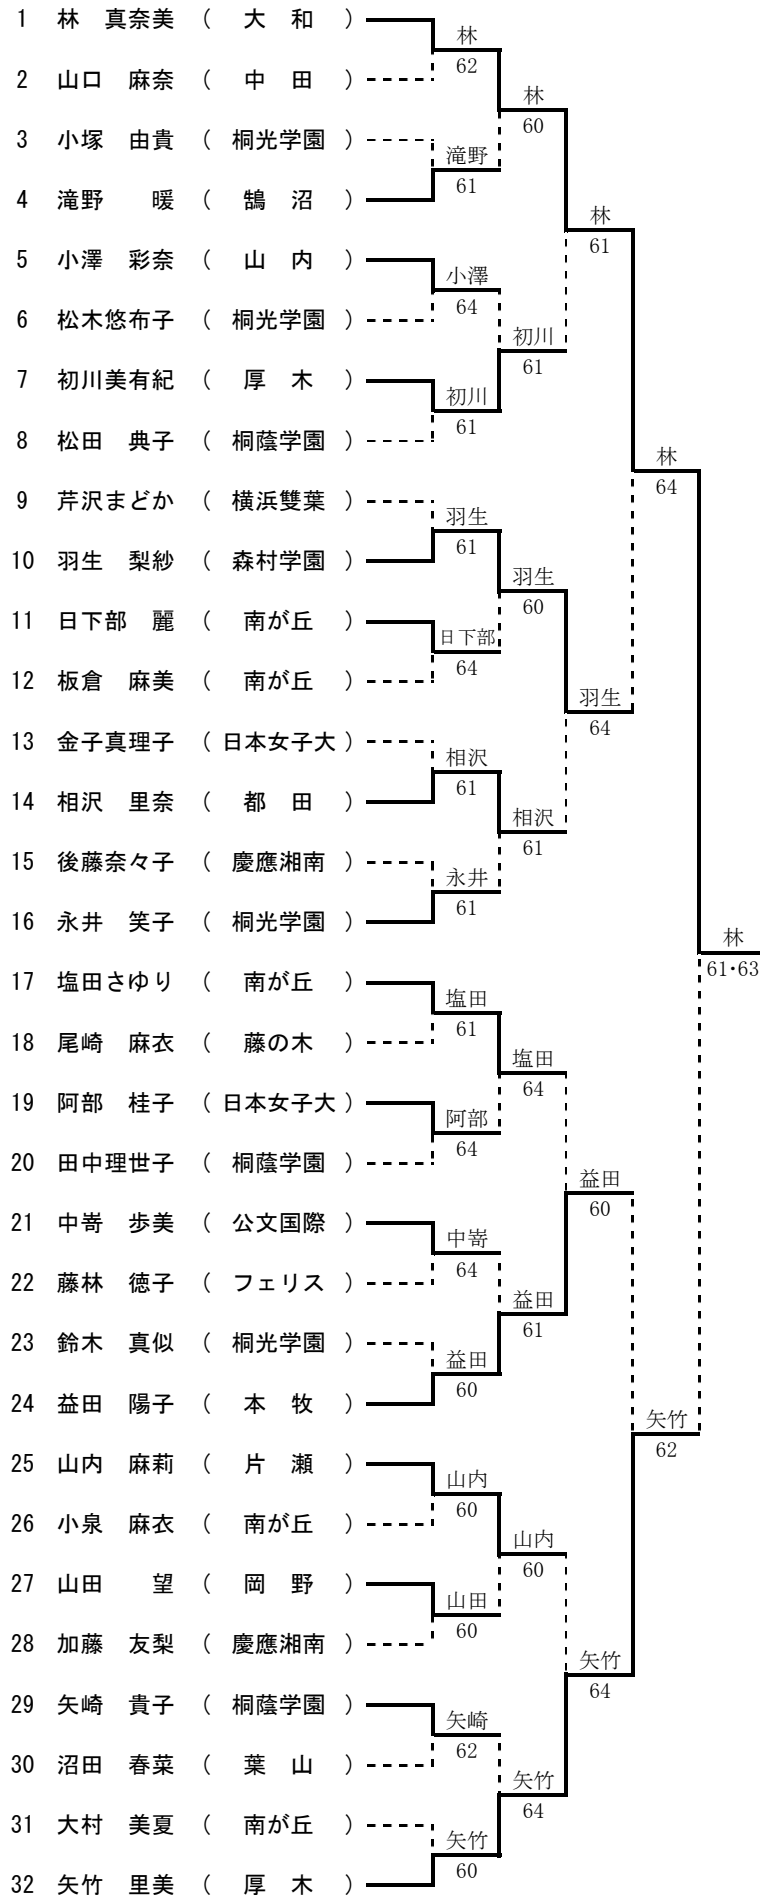 1 林　真奈美 （ 大　和 ）
林
62
2 山口　麻奈 （ 中　田 ）
林
60
3 小塚　由貴 （ 桐光学園 ）
滝野
61
4 滝野　　暖 （ 鵠　沼 ）
林
61
5 小澤　彩奈 （ 山　内 ）
小澤
64
6 松木悠布子 （ 桐光学園 ）
初川
61
7 初川美有紀 （ 厚　木 ）
初川
61
8 松田　典子 （ 桐蔭学園 ）
林
64
9 芹沢まどか （ 横浜雙葉 ）
羽生
61
10 羽生　梨紗 （ 森村学園 ）
羽生
60
11 日下部　麗 （ 南が丘 ）
日下部
64
12 板倉　麻美 （ 南が丘 ）
羽生
64
13 金子真理子 （ 日本女子大 ）
相沢
61
14 相沢　里奈 （ 都　田 ）
相沢
61
15 後藤奈々子 （ 慶應湘南 ）
永井
61
16 永井　笑子 （ 桐光学園 ）
林
61・63
17 塩田さゆり （ 南が丘 ）
塩田
61
18 尾崎　麻衣 （ 藤の木 ）
塩田
64
19 阿部　桂子 （ 日本女子大 ）
阿部
64
20 田中理世子 （ 桐蔭学園 ）
益田
60
21 中嵜　歩美 （ 公文国際 ）
中嵜
64
22 藤林　徳子 （ フェリス ）
益田
61
23 鈴木　真似 （ 桐光学園 ）
益田
60
24 益田　陽子 （ 本　牧 ）
矢竹
62
25 山内　麻莉 （ 片　瀬 ）
山内
60
26 小泉　麻衣 （ 南が丘 ）
山内
60
27 山田　　望 （ 岡　野 ）
山田
60
28 加藤　友梨 （ 慶應湘南 ）
矢竹
64
29 矢崎　貴子 （ 桐蔭学園 ）
矢崎
62
30 沼田　春菜 （ 葉　山 ）
矢竹
64
31 大村　美夏 （ 南が丘 ）
矢竹
60
32 矢竹　里美 （ 厚　木 ）